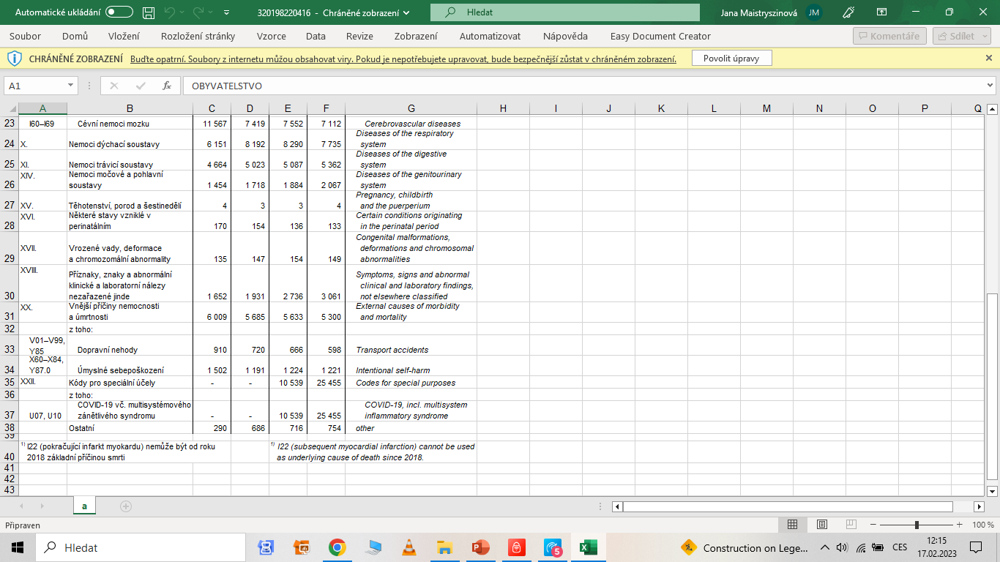 Automatické ukládání 320198220416 - Chráněné zobrazení Hledat Jana Maistryszinová JM
Soubor Domů Vložení Rozložení stránky Vzorce Data Revize Zobrazení Automatizovat Nápověda Easy Document Creator Komentáře Sdílet
CHRÁNĚNÉ ZOBRAZENÍ Buďte opatrní. Soubory z internetu můžou obsahovat viry. Pokud je nepotřebujete upravovat, bude bezpečnější zůstat v chráněném zobrazení. Povolit úpravy
A1 fx OBYVATELSTVO
A B C D E F G H I J K L M N O P Q
23 I60–I69 Cévní nemoci mozku 11 567 7 419 7 552 7 112 Cerebrovascular diseases
Diseases of the respiratory
24 X. Nemoci dýchací soustavy 6 151 8 192 8 290 7 735 system
Diseases of the digestive
25 XI. Nemoci trávicí soustavy 4 664 5 023 5 087 5 362 system
XIV. Nemoci močové a pohlavní Diseases of the genitourinary
26 soustavy 1 454 1 718 1 884 2 067 system
Pregnancy, childbirth
27 XV. Těhotenství, porod a šestinedělí 4 3 3 4 and the puerperium
XVI. Některé stavy vzniklé v Certain conditions originating
28 perinatálním 170 154 136 133 in the perinatal period
Congenital malformations,
XVII. Vrozené vady, deformace deformations and chromosomal
29 a chromozomální abnormality 135 147 154 149 abnormalities
XVIII. Příznaky, znaky a abnormální Symptoms, signs and abnormal
klinické a laboratorní nálezy clinical and laboratory findings,
30 nezařazené jinde 1 652 1 931 2 736 3 061 not elsewhere classified
XX. Vnější příčiny nemocnosti External causes of morbidity
31 a úmrtnosti 6 009 5 685 5 633 5 300 and mortality
32 z toho:
V01–V99,
33 Y85 Dopravní nehody 910 720 666 598 Transport accidents
X60–X84,
34 Y87.0 Úmyslné sebepoškození 1 502 1 191 1 224 1 221 Intentional self-harm
35 XXII. Kódy pro speciální účely - - 10 539 25 455 Codes for special purposes
36 z toho:
COVID-19 vč. multisystémového COVID-19, incl. multisystem
37 U07, U10 zánětlivého syndromu - - 10 539 25 455 inflammatory syndrome
38 Ostatní 290 686 716 754 other
39
1) I22 (pokračující infarkt myokardu) nemůže být od roku 1) I22 (subsequent myocardial infarction) cannot be used
40 2018 základní příčinou smrti as underlying cause of death since 2018.
41
42
43
a
Připraven 100 %
Hledat 5 Construction on Lege... CES 12:15
17.02.2023